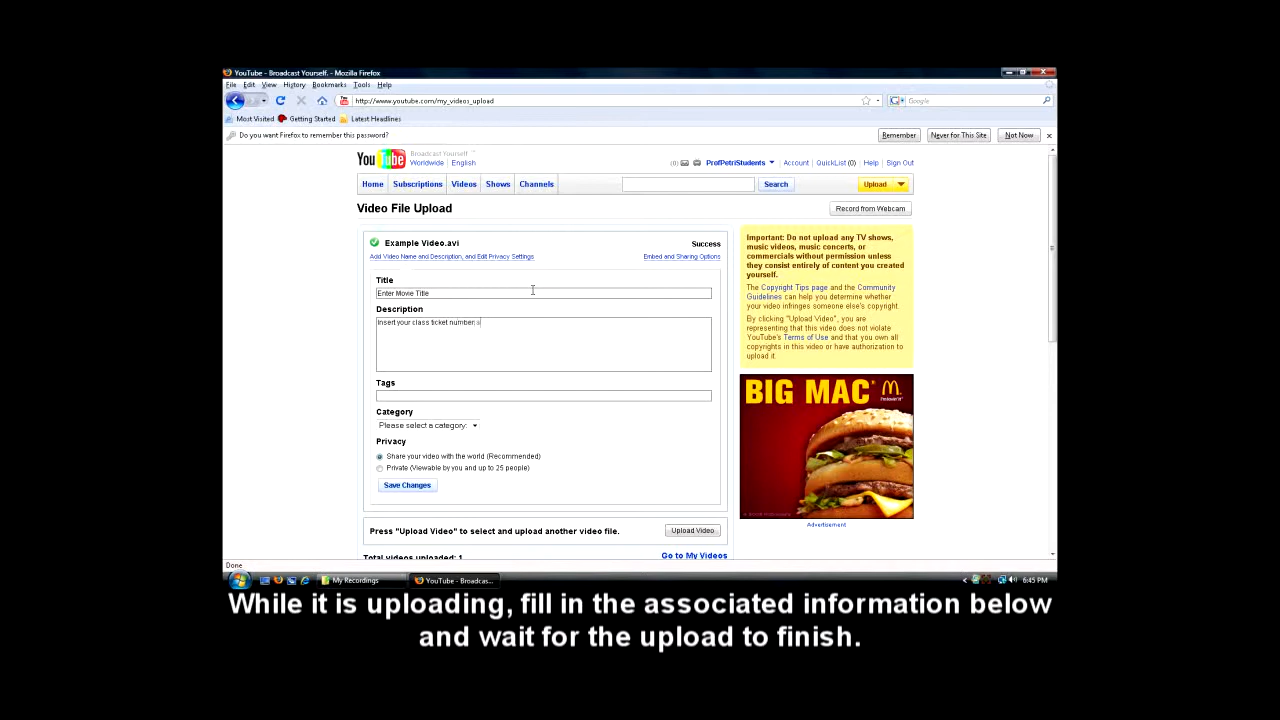 YouTube - Broadcast Yourself. - Mozilla Firefox
File Edit View History Bookmarks Tools Help
http://www.youtube.com/my_videos_upload
Google
Most Visited Getting Started Latest Headlines
Do you want Firefox to remember this password?
Remember Never for This Site Not Now
YouTube
Broadcast Yourself ™
Worldwide English
(0) ProfPetriStudents Account QuickList (0) Help Sign Out
Home Subscriptions Videos Shows Channels
Search
Upload
Video File Upload
Record from Webcam
Example Video.avi
Success
Add Video Name and Description, and Edit Privacy Settings
Embed and Sharing Options
Title
Enter Movie Title
Description
Insert your class ticket number:s
Tags
Category
Please select a category:
Privacy
Share your video with the world (Recommended)
Private (Viewable by you and up to 25 people)
Save Changes
Press "Upload Video" to select and upload another video file.
Upload Video
Total videos uploaded: 1
Go to My Videos
Important: Do not upload any TV shows,
music videos, music concerts, or
commercials without permission unless
they consist entirely of content you created
yourself.
The Copyright Tips page and the Community
Guidelines can help you determine whether
your video infringes someone else's copyright.
By clicking "Upload Video", you are
representing that this video does not violate
YouTube's Terms of Use and that you own all
copyrights in this video or have authorization to
upload it.
BIG MAC®
i'm lovin' it
Advertisement
Done
My Recordings
YouTube - Broadcas...
6:45 PM
While it is uploading, fill in the associated information below
and wait for the upload to finish.